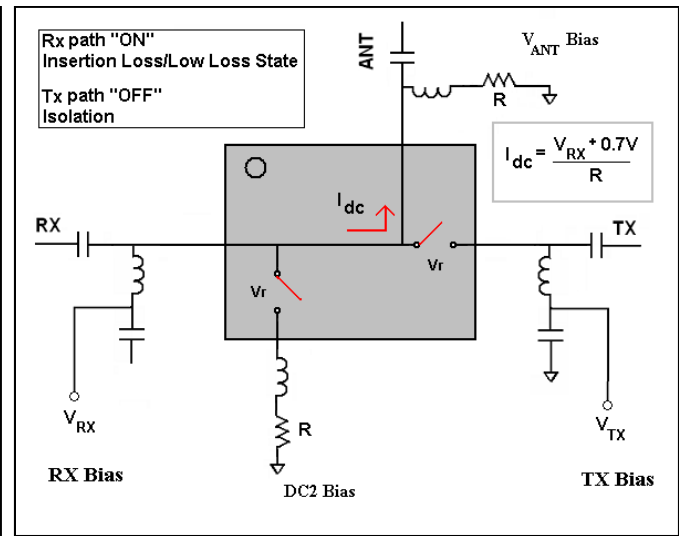 Rx path "ON"
Insertion Loss/Low Loss State
Tx path "OFF"
Isolation
ANT
VANT Bias
R
Idc = VRX + 0.7V
R
Idc
RX
TX
Vr
Vr
R
VRX
VTX
RX Bias
DC2 Bias
TX Bias